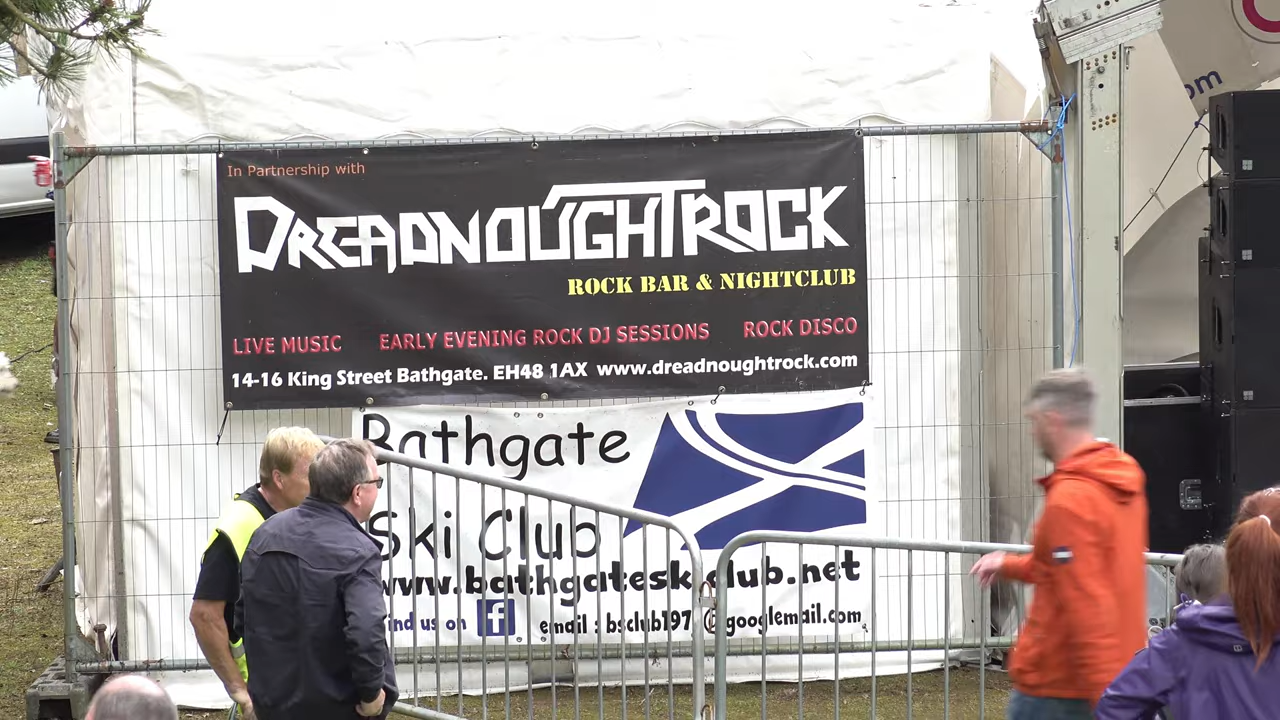 In Partnership with
DREADNOUGHTROCK
ROCK BAR & NIGHTCLUB
LIVE MUSIC EARLY EVENING ROCK DJ SESSIONS ROCK DISCO
14-16 King Street Bathgate. EH48 1AX www.dreadnoughtrock.com
Bathgate
Ski Club
www.bathgateskiclub.net
find us on f email : bsclub197 @googlemail.com